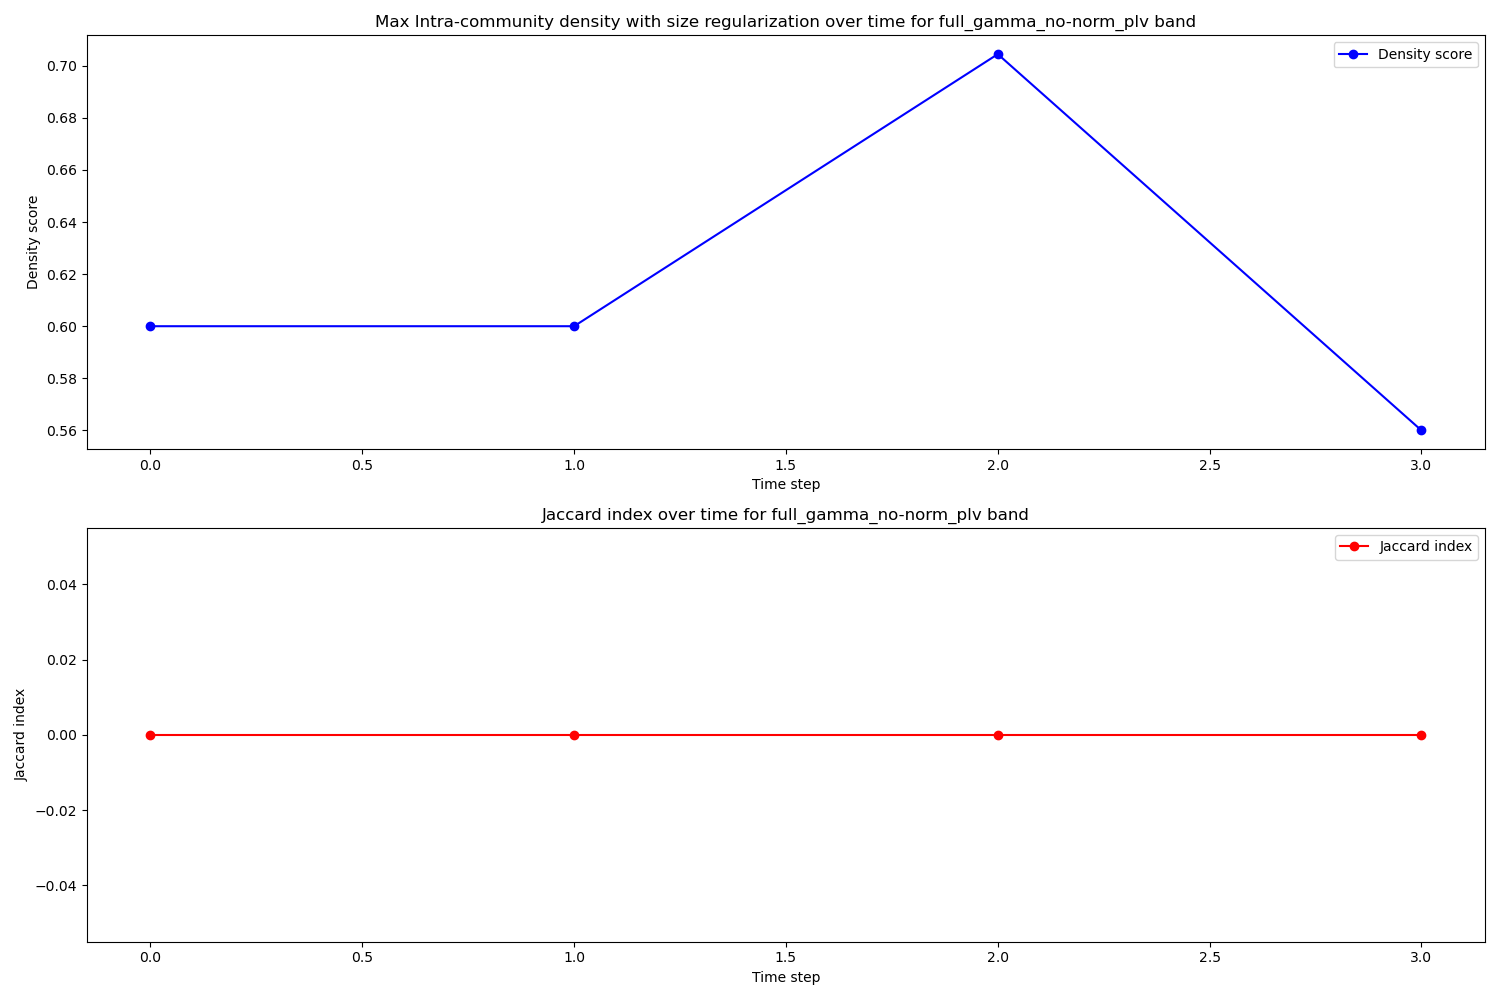 Max Intra-community density with size regularization over time for full_gamma_no-norm_plv band
Density score
Density score
0.70
0.68
0.66
0.64
0.62
0.60
0.58
0.56
0.0 0.5 1.0 1.5 2.0 2.5 3.0
Time step
Jaccard index over time for full_gamma_no-norm_plv band
Jaccard index
Jaccard index
0.04
0.02
0.00
−0.02
−0.04
0.0 0.5 1.0 1.5 2.0 2.5 3.0
Time step